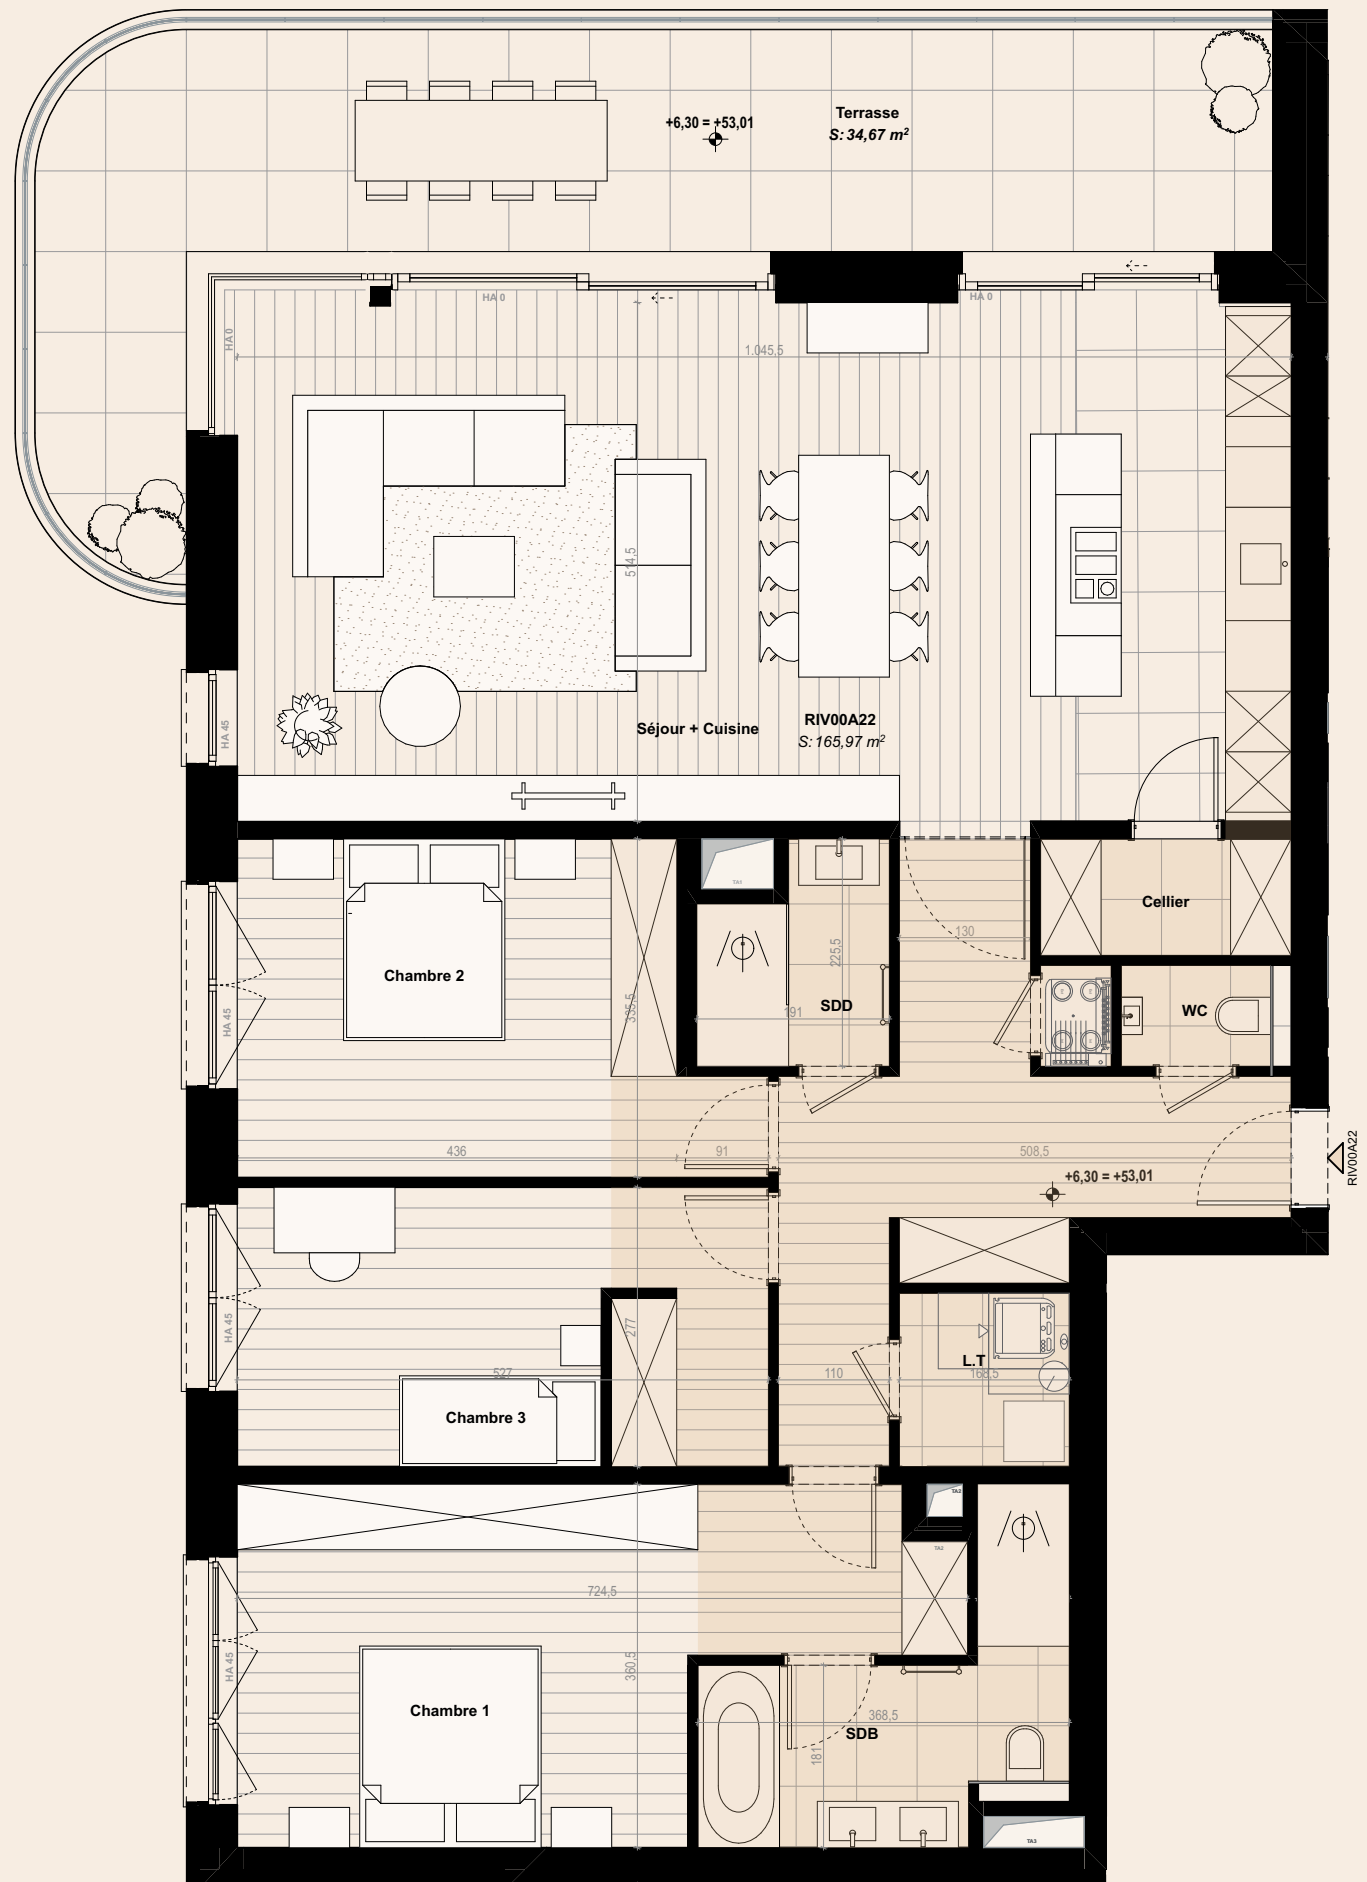 Terrasse
S: 34,67 m²
+6,30 = +53,01
HA 0
HA 0
HA 0
1.045,5
514,5
HA 45
Séjour + Cuisine
RIV00A22
S: 165,97 m²
TA1
Cellier
130
225,5
Chambre 2
335,5
SDD
191
WC
HA 45
436
91
508,5
+6,30 = +53,01
RIV00A22
HA 45
277
527
110
L.T
168,5
Chambre 3
TA2
TA2
724,5
HA 45
360,5
Chambre 1
368,5
SDB
181
TA3